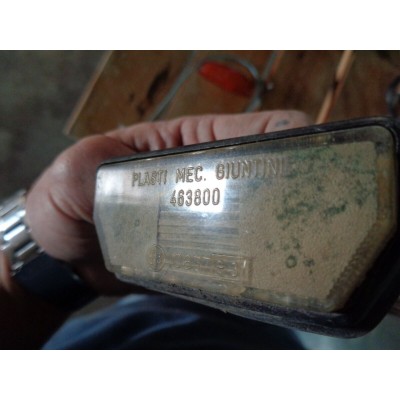 PLASTI MEC. GIUNTINI
463800